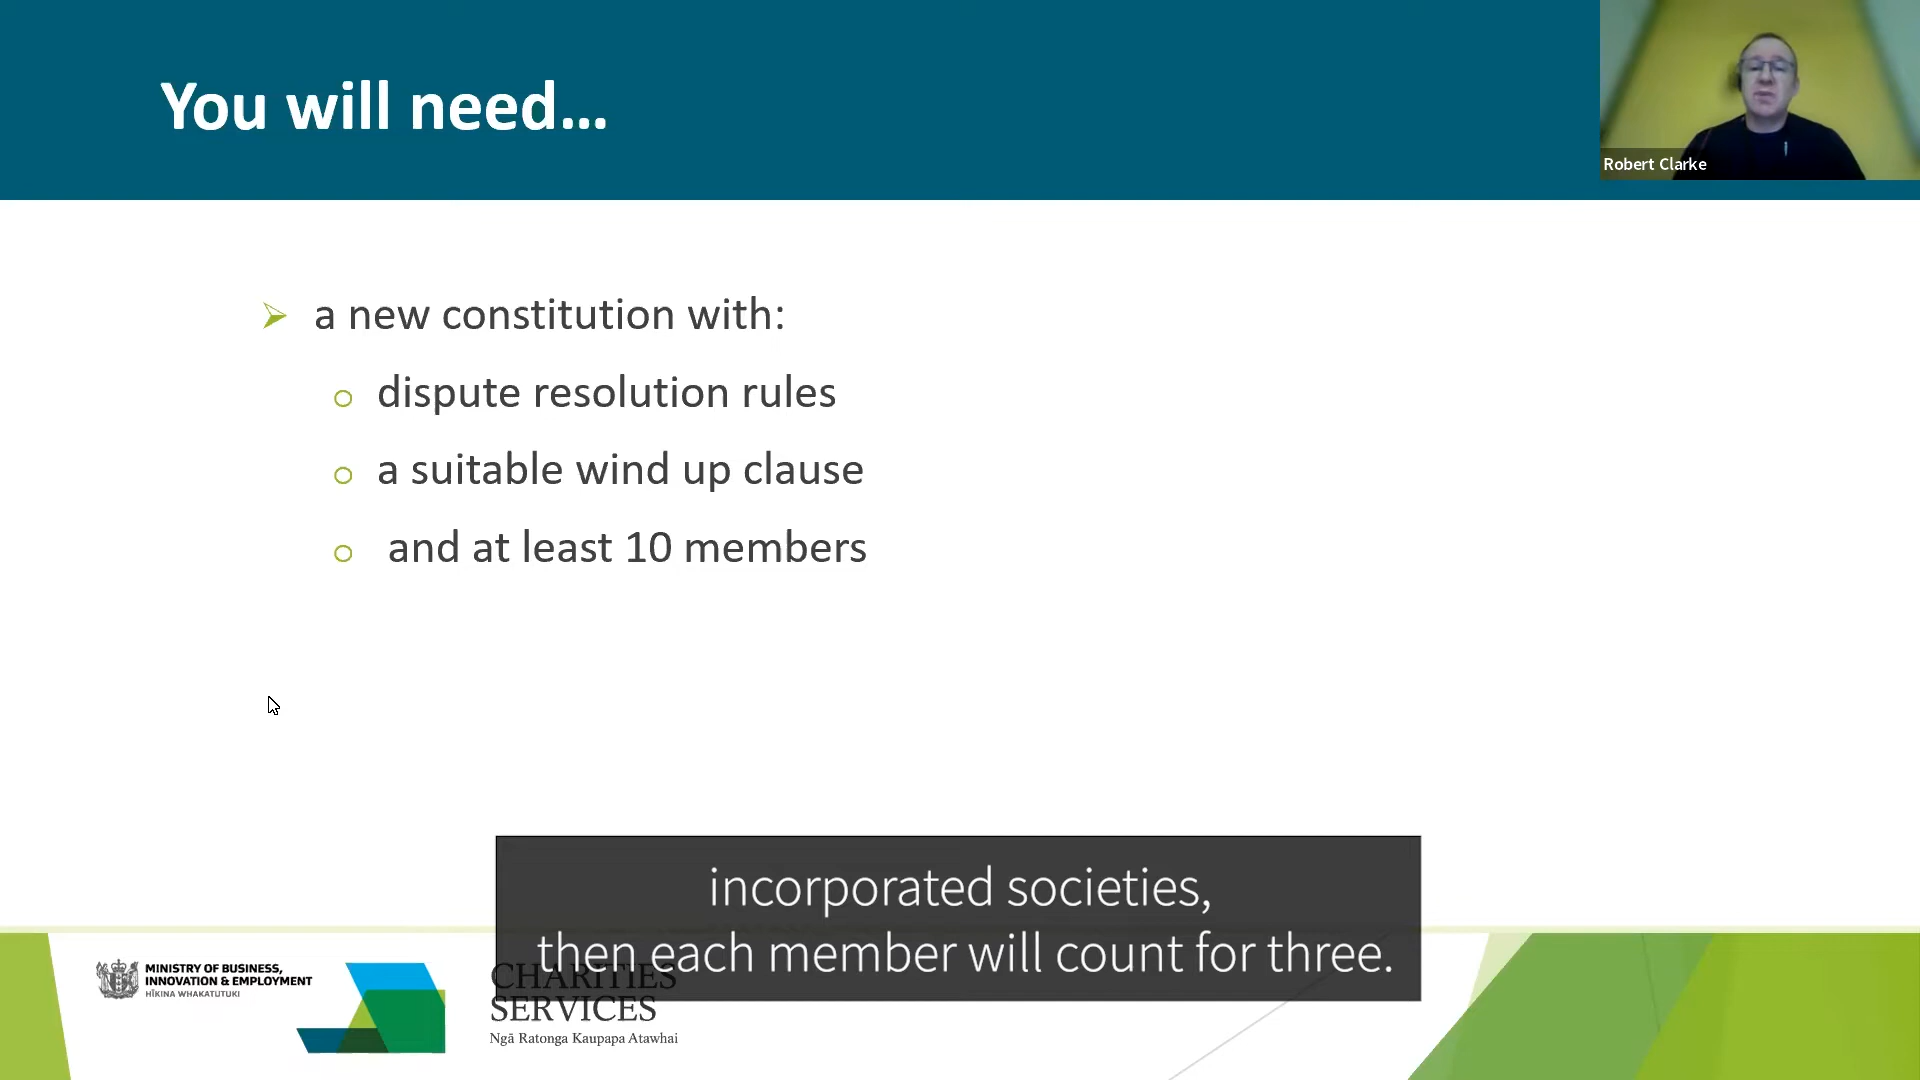 You will need...
Robert Clarke
a new constitution with:
dispute resolution rules
a suitable wind up clause
and at least 10 members
incorporated societies,
then each member will count for three.
MINISTRY OF BUSINESS,
INNOVATION & EMPLOYMENT
HĪKINA WHAKATUTUKI
CHARITIES
SERVICES
Ngā Ratonga Kaupapa Atawhai